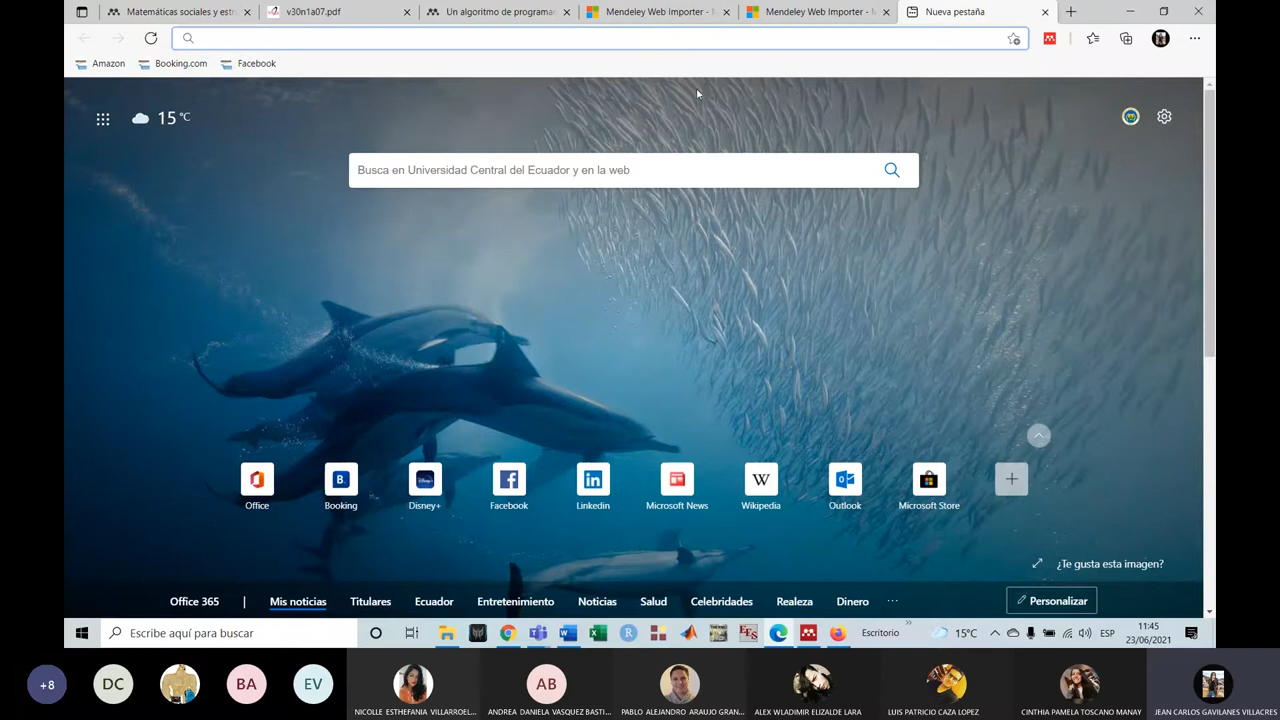 Matemáticas sociales y estr
v30n1a07.pdf
Un algoritmo de programac
Mendeley Web Importer - M
Mendeley Web Importer - M
Nueva pestaña
Amazon
Booking.com
Facebook
15 °C
Busca en Universidad Central del Ecuador y en la web
Office
Booking
Disney+
Facebook
Linkedin
Microsoft News
Wikipedia
Outlook
Microsoft Store
¿Te gusta esta imagen?
Office 365
Mis noticias
Titulares
Ecuador
Entretenimiento
Noticias
Salud
Celebridades
Realeza
Dinero
...
Personalizar
Escribe aquí para buscar
Escritorio
15°C
ESP
11:45
23/06/2021
+8
DC
BA
EV
AB
NICOLLE ESTHEFANIA VILLARROEL...
ANDREA DANIELA VASQUEZ BASTI...
PABLO ALEJANDRO ARAUJO GRAN...
ALEX WLADIMIR ELIZALDE LARA
LUIS PATRICIO CAZA LOPEZ
CINTHIA PAMELA TOSCANO MANAY
JEAN CARLOS GAVILANES VILLACRES